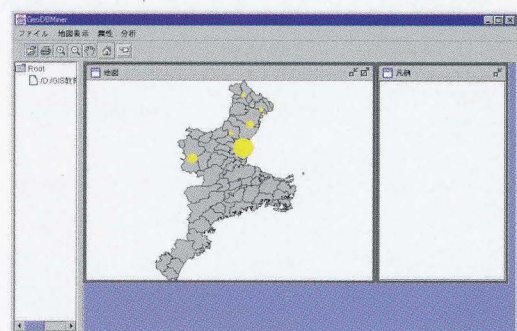 GeoDBMiner
ファイル 地図表示 属性 分析
Root
/D:/GIS教育
地図
凡例